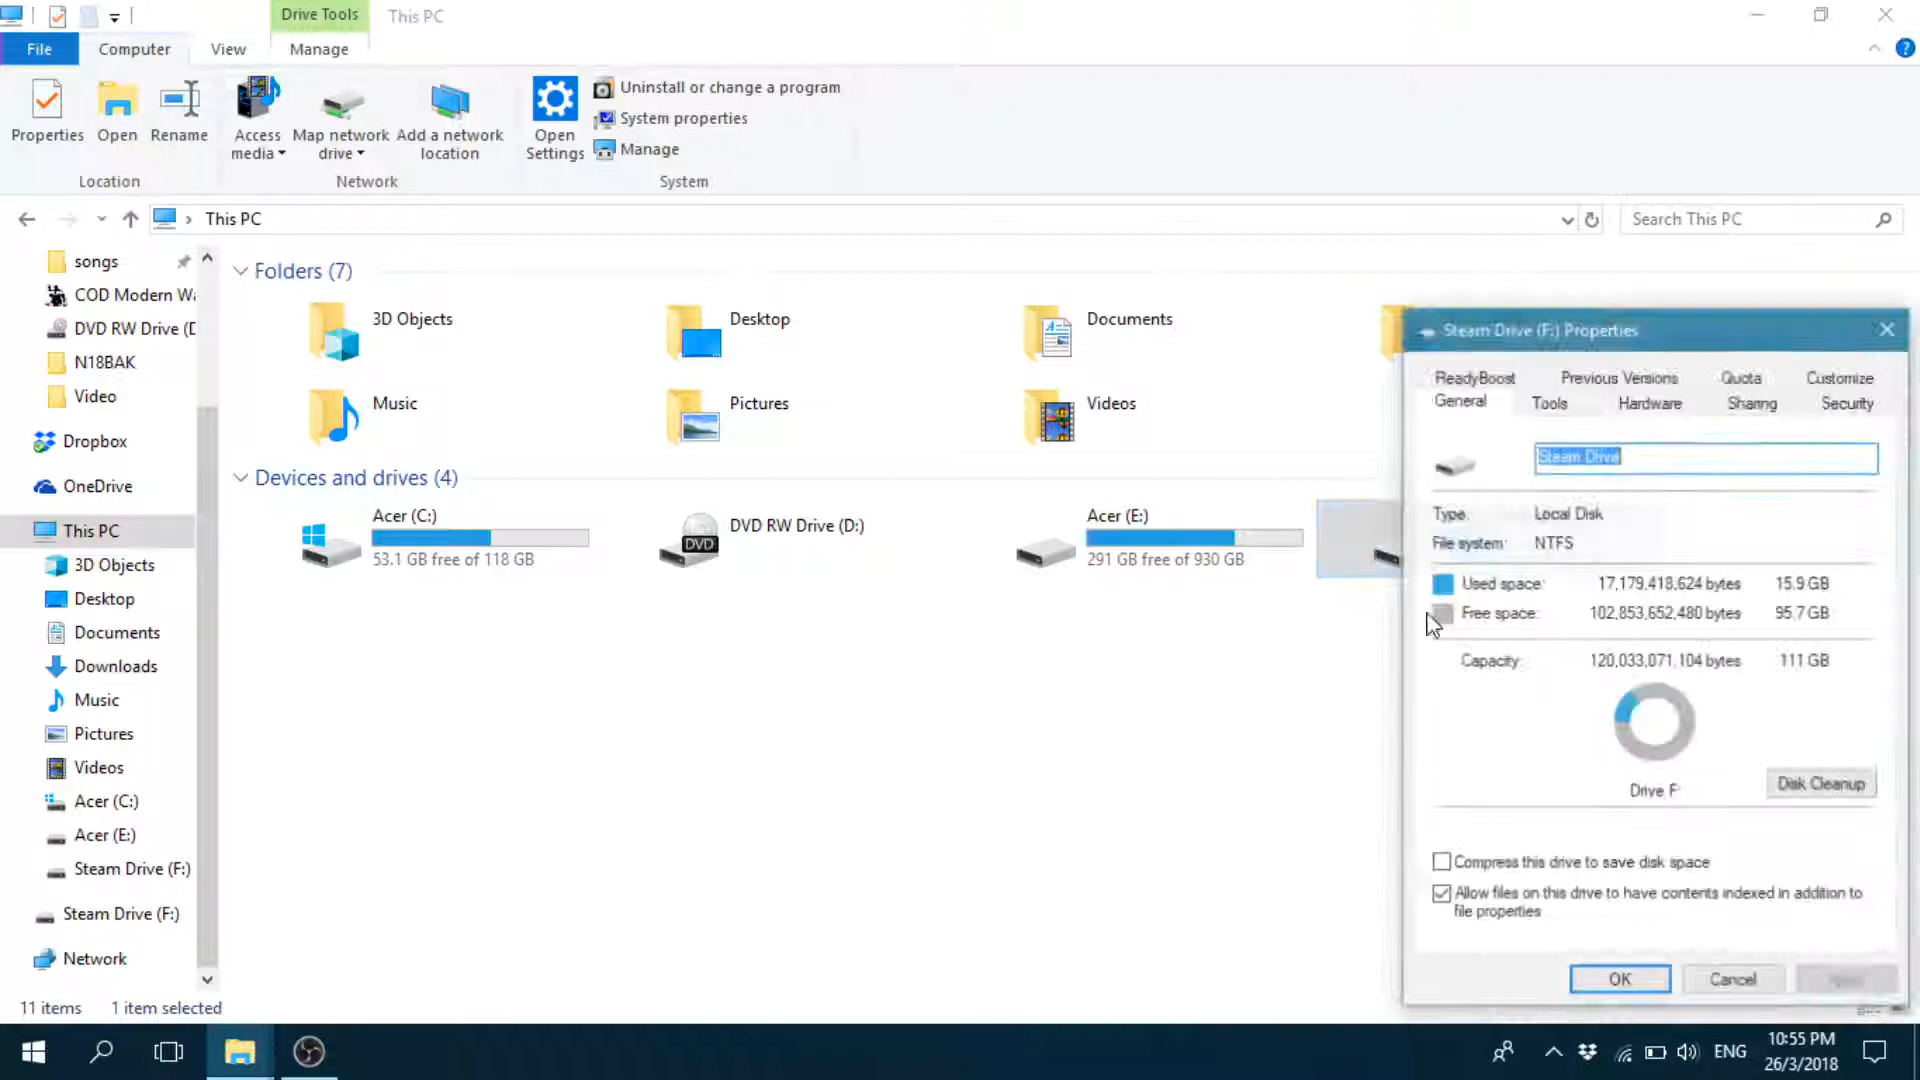 Drive Tools
This PC
File
Computer
View
Manage
Properties
Open
Rename
Access media
Map network drive
Add a network location
Open Settings
Uninstall or change a program
System properties
Manage
Location
Network
System
This PC
Search This PC
songs
COD Modern Wa
DVD RW Drive (D
N18BAK
Video
Dropbox
OneDrive
This PC
3D Objects
Desktop
Documents
Downloads
Music
Pictures
Videos
Acer (C:)
Acer (E:)
Steam Drive (F:)
Steam Drive (F:)
Network
Folders (7)
3D Objects
Desktop
Documents
Music
Pictures
Videos
Devices and drives (4)
Acer (C:)
53.1 GB free of 118 GB
DVD
DVD RW Drive (D:)
Acer (E:)
291 GB free of 930 GB
Steam Drive (F:) Properties
ReadyBoost Previous Versions Quota Customize
General Tools Hardware Sharing Security
Steam Drive
Type: Local Disk
File system: NTFS
Used space: 17,179,418,624 bytes 15.9 GB
Free space: 102,853,652,480 bytes 95.7 GB
Capacity: 120,033,071,104 bytes 111 GB
Drive F:
Disk Cleanup
Compress this drive to save disk space
Allow files on this drive to have contents indexed in addition to
file properties
OK
Cancel
11 items
1 item selected
ENG
10:55 PM
26/3/2018